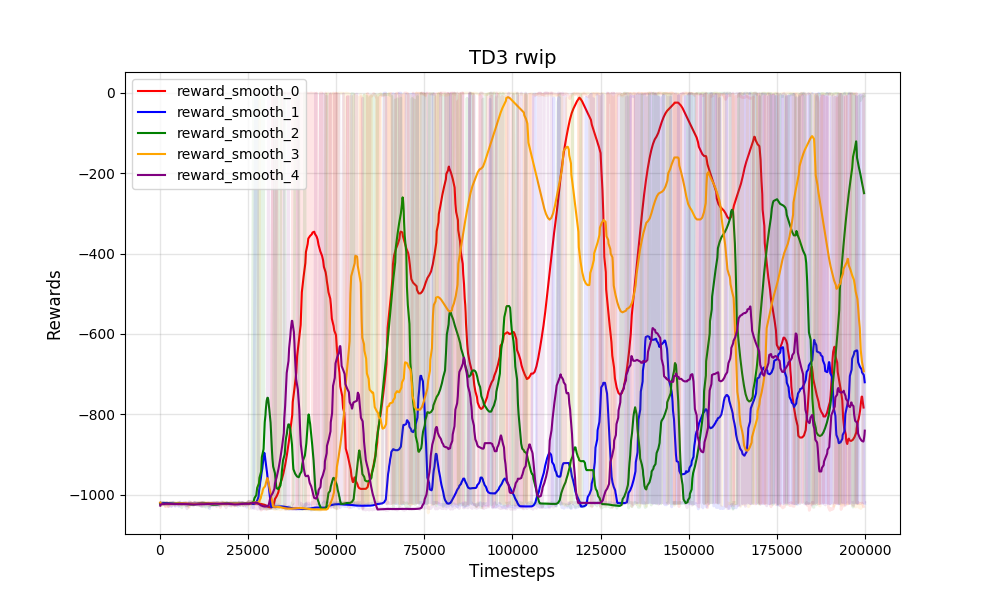 TD3 rwip
reward_smooth_0
reward_smooth_1
reward_smooth_2
reward_smooth_3
reward_smooth_4
0
−200
−400
−600
−800
−1000
Rewards
0 25000 50000 75000 100000 125000 150000 175000 200000
Timesteps